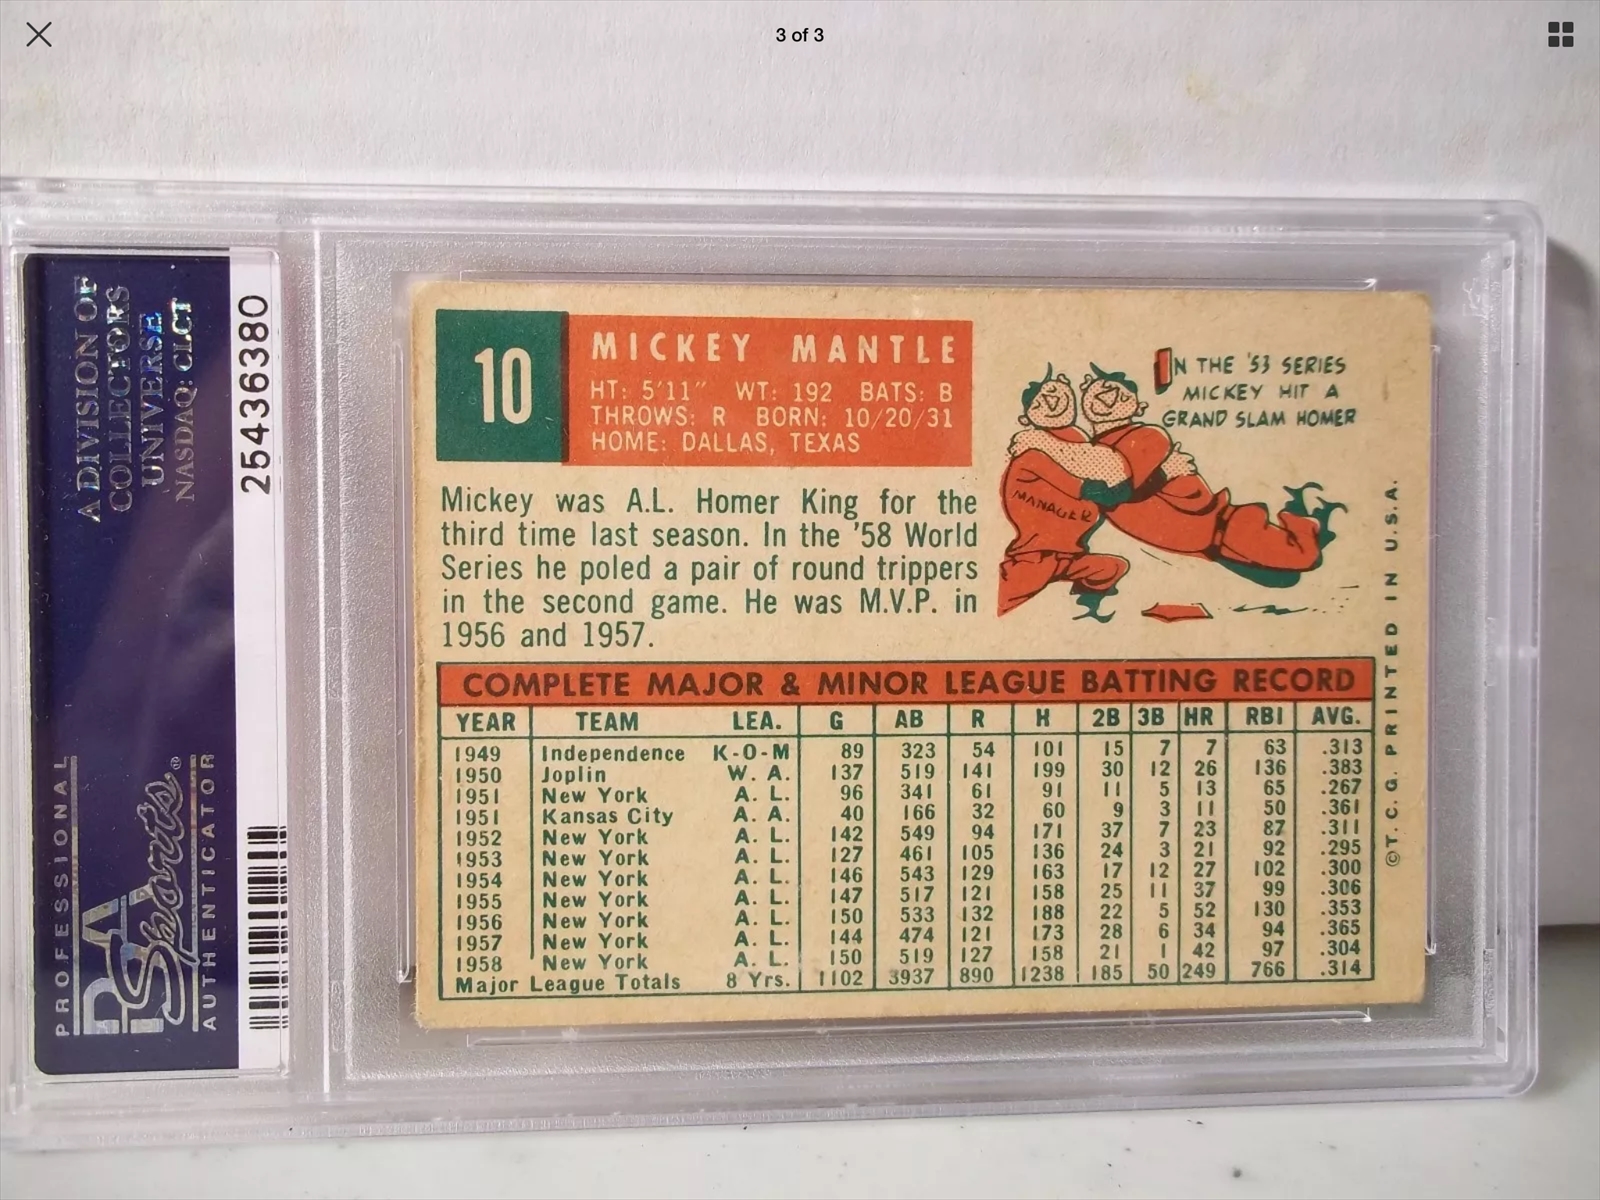 3 of 3
A DIVISION OF
COLLECTORS
UNIVERSE
NASDAQ: CLCT
25436380
PROFESSIONAL
PSA
Sports®
AUTHENTICATOR
10
MICKEY MANTLE
HT: 5'11" WT: 192 BATS: B
THROWS: R BORN: 10/20/31
HOME: DALLAS, TEXAS
IN THE '53 SERIES
MICKEY HIT A
GRAND SLAM HOMER
MANAGER
Mickey was A.L. Homer King for the
third time last season. In the '58 World
Series he poled a pair of round trippers
in the second game. He was M.V.P. in
1956 and 1957.
COMPLETE MAJOR & MINOR LEAGUE BATTING RECORD
YEAR TEAM LEA. G AB R H 2B 3B HR RBI AVG.
1949 Independence K-O-M 89 323 54 101 15 7 7 63 .313
1950 Joplin W. A. 137 519 141 199 30 12 26 136 .383
1951 New York A. L. 96 341 61 91 11 5 13 65 .267
1951 Kansas City A. A. 40 166 32 60 9 3 11 50 .361
1952 New York A. L. 142 549 94 171 37 7 23 87 .311
1953 New York A. L. 127 461 105 136 24 3 21 92 .295
1954 New York A. L. 146 543 129 163 17 12 27 102 .300
1955 New York A. L. 147 517 121 158 25 11 37 99 .306
1956 New York A. L. 150 533 132 188 22 5 52 130 .353
1957 New York A. L. 144 474 121 173 28 6 34 94 .365
1958 New York A. L. 150 519 127 158 21 1 42 97 .304
Major League Totals 8 Yrs. 1102 3937 890 1238 185 50 249 766 .314
©T. C. G. PRINTED IN U.S.A.